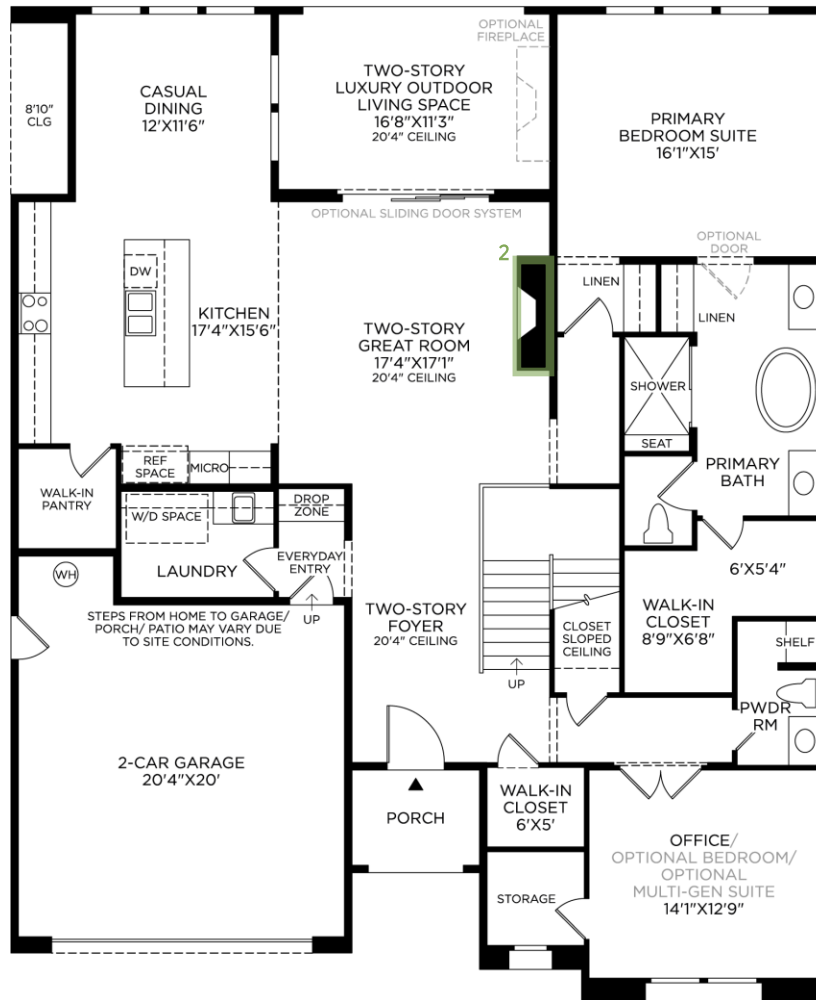 OPTIONAL
FIREPLACE
8'10"
CLG
CASUAL
DINING
12'X11'6"
TWO-STORY
LUXURY OUTDOOR
LIVING SPACE
16'8"X11'3"
20'4" CEILING
PRIMARY
BEDROOM SUITE
16'1"X15'
OPTIONAL SLIDING DOOR SYSTEM
OPTIONAL
DOOR
2
DW
LINEN
LINEN
KITCHEN
17'4"X15'6"
TWO-STORY
GREAT ROOM
17'4"X17'1"
20'4" CEILING
SHOWER
SEAT
REF
SPACE
MICRO
PRIMARY
BATH
WALK-IN
PANTRY
W/D SPACE
DROP
ZONE
LAUNDRY
EVERYDAY
ENTRY
WH
UP
6'X5'4"
STEPS FROM HOME TO GARAGE/
PORCH/ PATIO MAY VARY DUE
TO SITE CONDITIONS.
TWO-STORY
FOYER
20'4" CEILING
CLOSET
SLOPED
CEILING
WALK-IN
CLOSET
8'9"X6'8"
SHELF
UP
PWDR
RM
2-CAR GARAGE
20'4"X20'
PORCH
WALK-IN
CLOSET
6'X5'
OFFICE/
OPTIONAL BEDROOM/
OPTIONAL
MULTI-GEN SUITE
14'1"X12'9"
STORAGE